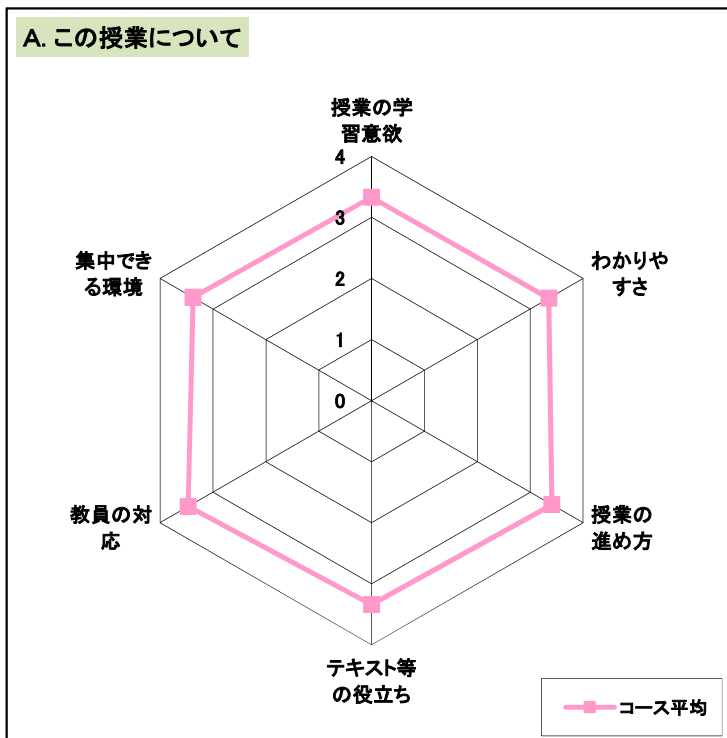 A. この授業について
授業の学
習意欲
4
3
2
1
0
集中でき
る環境
わかりや
すさ
教員の対
応
授業の
進め方
テキスト等
の役立ち
コース平均